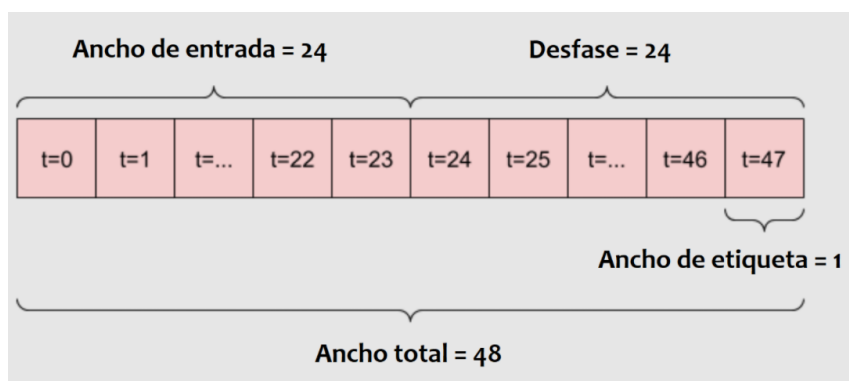 Ancho de entrada = 24 Desfase = 24
t=0 t=1 t=... t=22 t=23 t=24 t=25 t=... t=46 t=47
Ancho de etiqueta = 1
Ancho total = 48